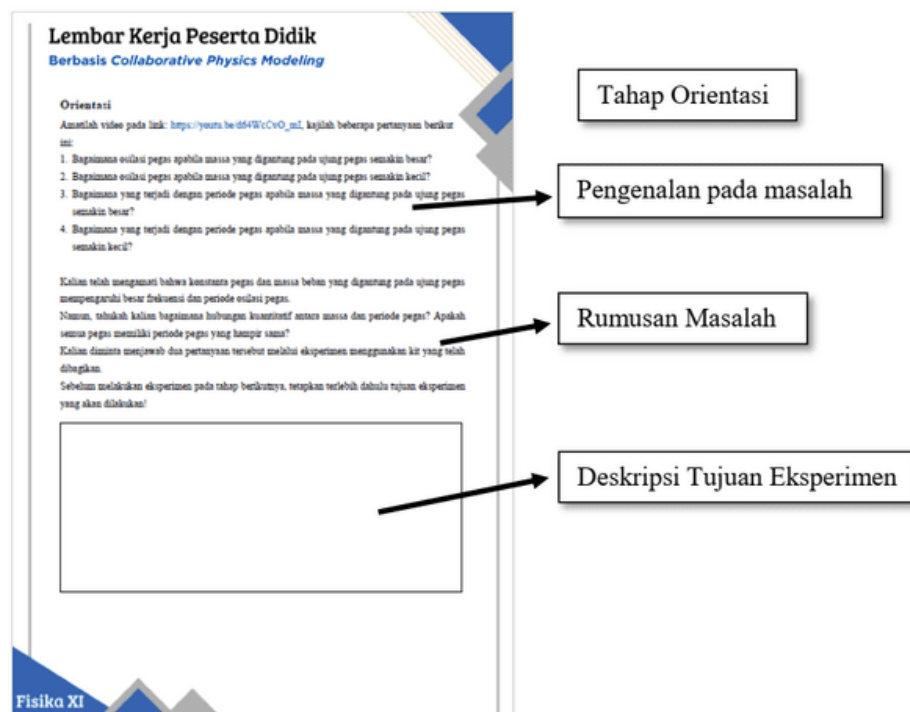 Lembar Kerja Peserta Didik
Berbasis Collaborative Physics Modeling
Orientasi
Amatilah video pada link: https://youtu.be/d64WcCvO_mI, kajilah beberapa pertanyaan berikut
ini:
1. Bagaimana osilasi pegas apabila massa yang digantung pada ujung pegas semakin besar?
2. Bagaimana osilasi pegas apabila massa yang digantung pada ujung pegas semakin kecil?
3. Bagaimana yang terjadi dengan periode pegas apabila massa yang digantung pada ujung pegas
semakin besar?
4. Bagaimana yang terjadi dengan periode pegas apabila massa yang digantung pada ujung pegas
semakin kecil?
Kalian telah mengamati bahwa konstanta pegas dan massa beban yang digantung pada ujung pegas
mempengaruhi besar frekuensi dan periode osilasi pegas.
Namun, tahukah kalian bagaimana hubungan kuantitatif antara massa dan periode pegas? Apakah
semua pegas memiliki periode pegas yang hampir sama?
Kalian diminta menjawab dua pertanyaan tersebut melalui eksperimen menggunakan kit yang telah
dibagikan.
Sebelum melakukan eksperimen pada tahap berikutnya, tetapkan terlebih dahulu tujuan eksperimen
yang akan dilakukan!
Fisika XI
Tahap Orientasi
Pengenalan pada masalah
Rumusan Masalah
Deskripsi Tujuan Eksperimen